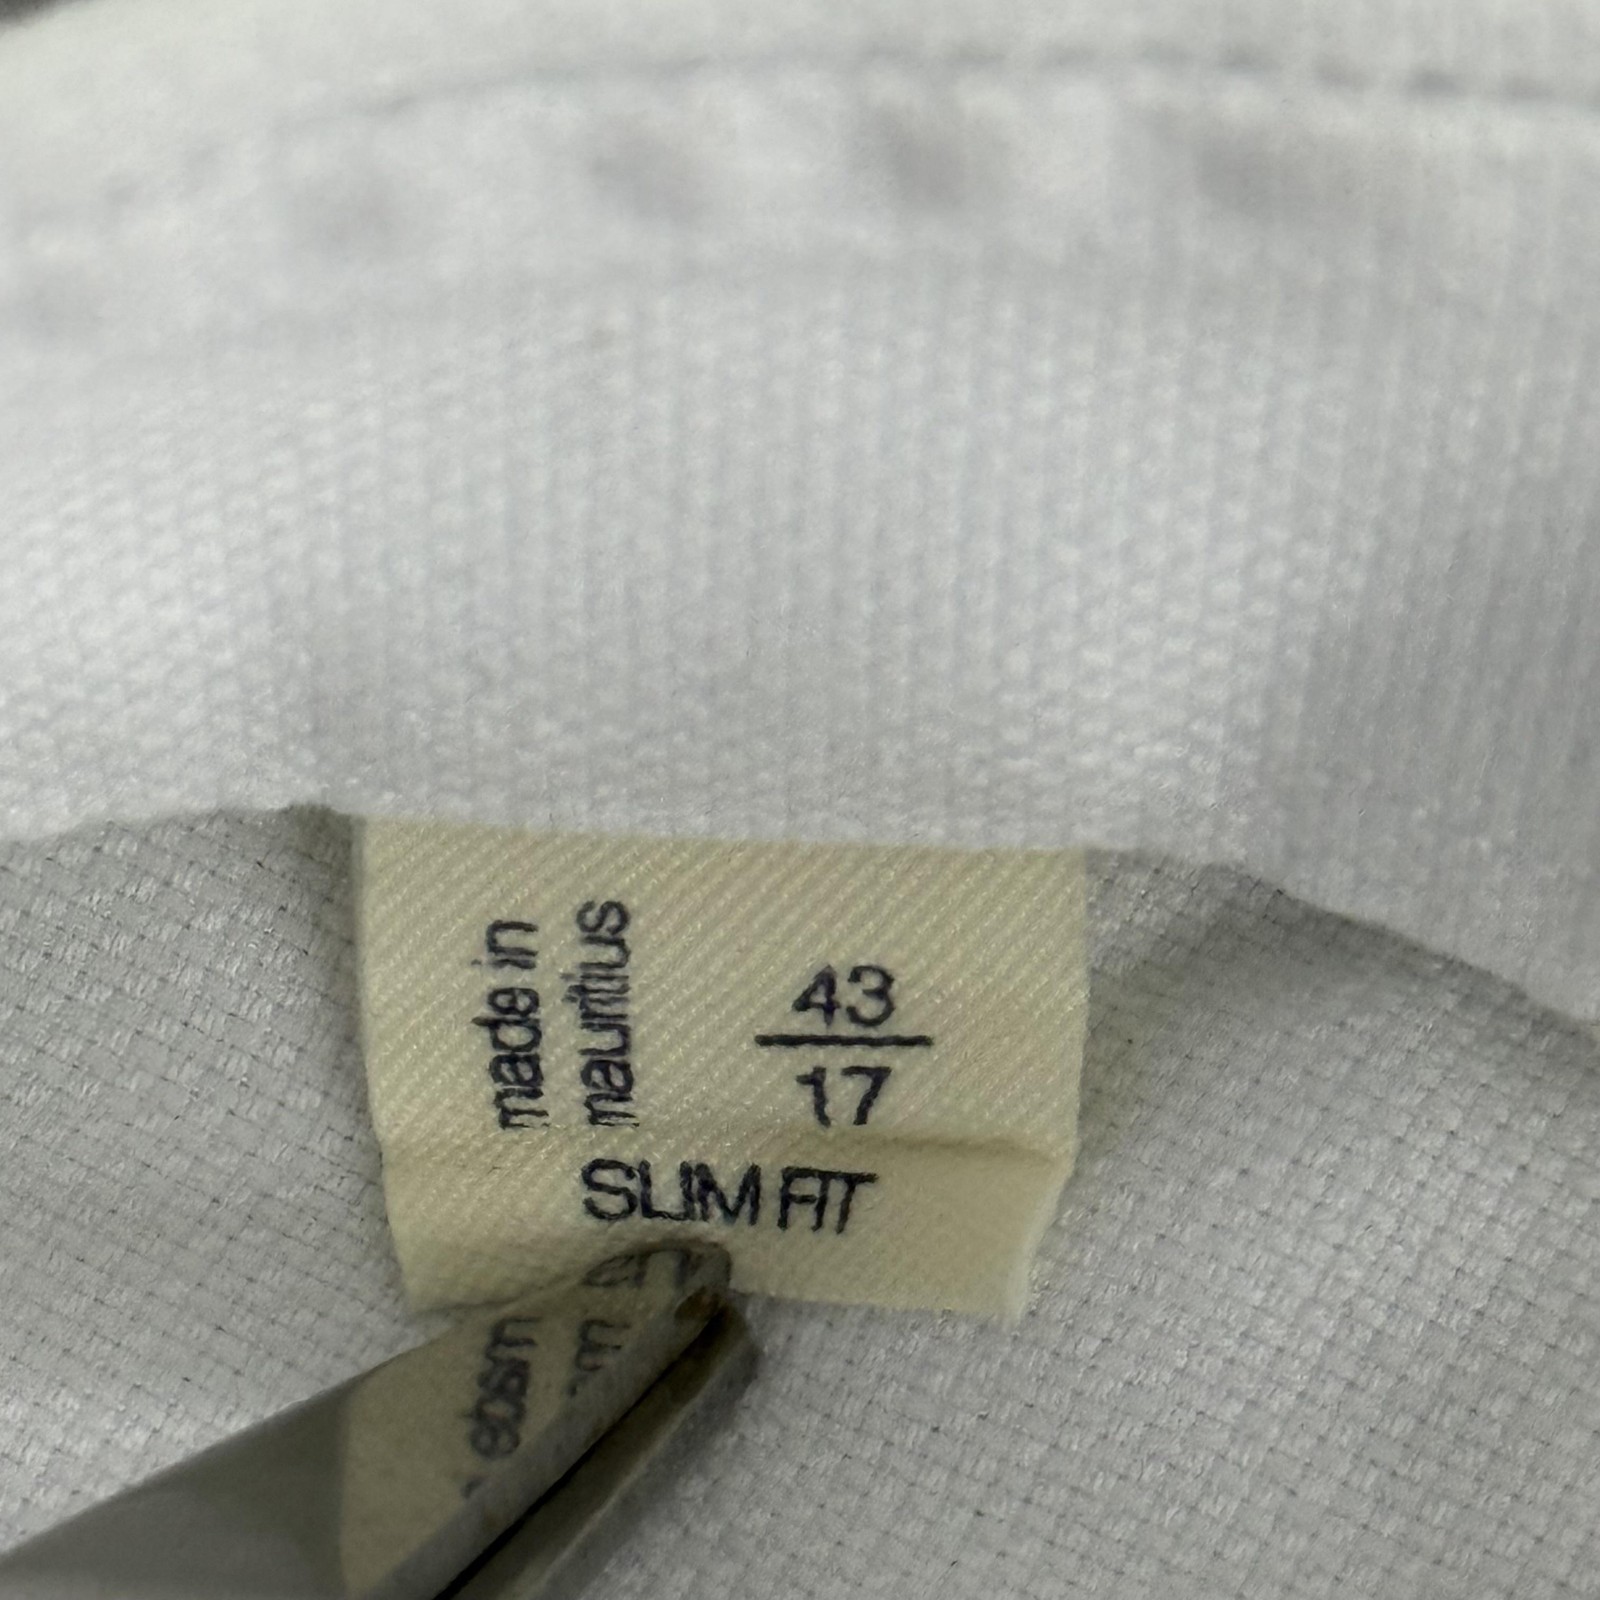 made in
mauritius
43
17
SLIM FIT